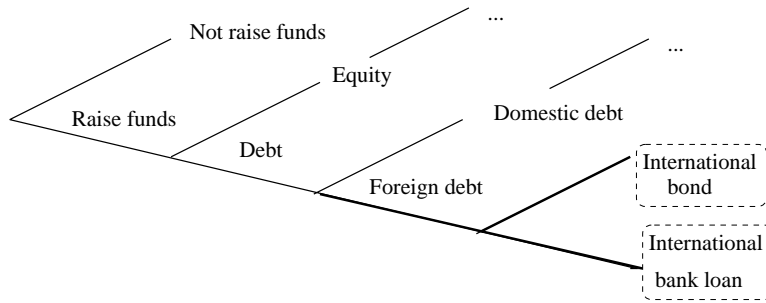 Not raise funds
...
...
Equity
Raise funds
Domestic debt
Debt
International
bond
Foreign debt
International
bank loan